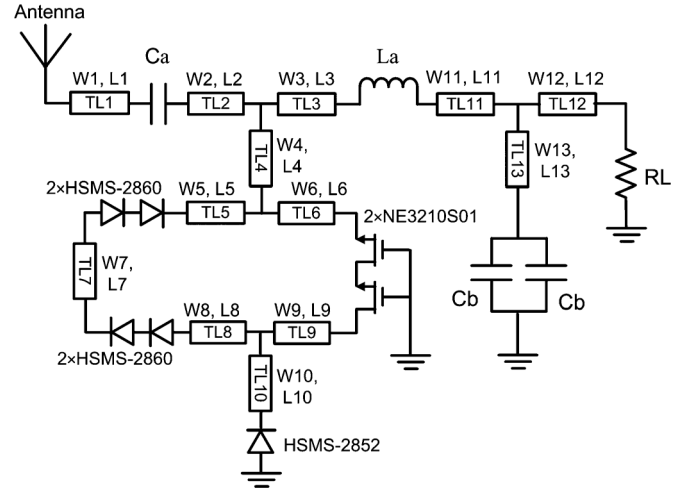 Antenna
Ca
La
W1, L1
W2, L2
W3, L3
W11, L11
W12, L12
TL1
TL2
TL3
TL11
TL12
TL4
W4,
L4
TL13
W13,
L13
RL
2×HSMS-2860
W5, L5
W6, L6
2×NE3210S01
TL5
TL6
TL7
W7,
L7
Cb
Cb
W8, L8
W9, L9
TL8
TL9
2×HSMS-2860
TL10
W10,
L10
HSMS-2852